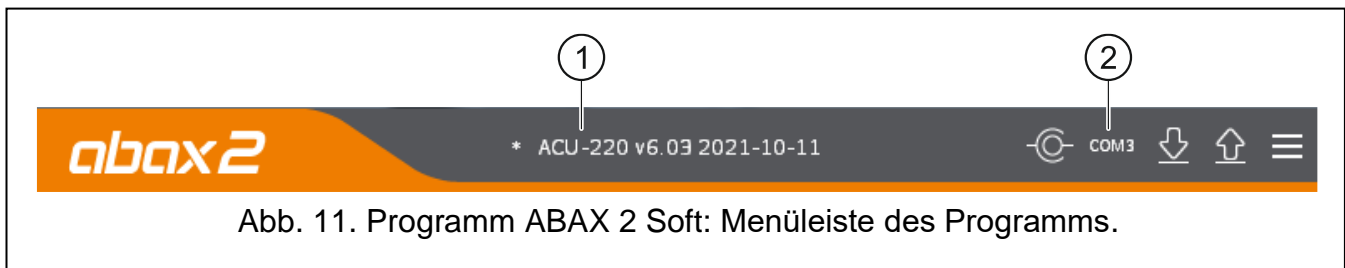 1 2
abax2 * ACU-220 v6.03 2021-10-11 COM3
Abb. 11. Programm ABAX 2 Soft: Menüleiste des Programms.